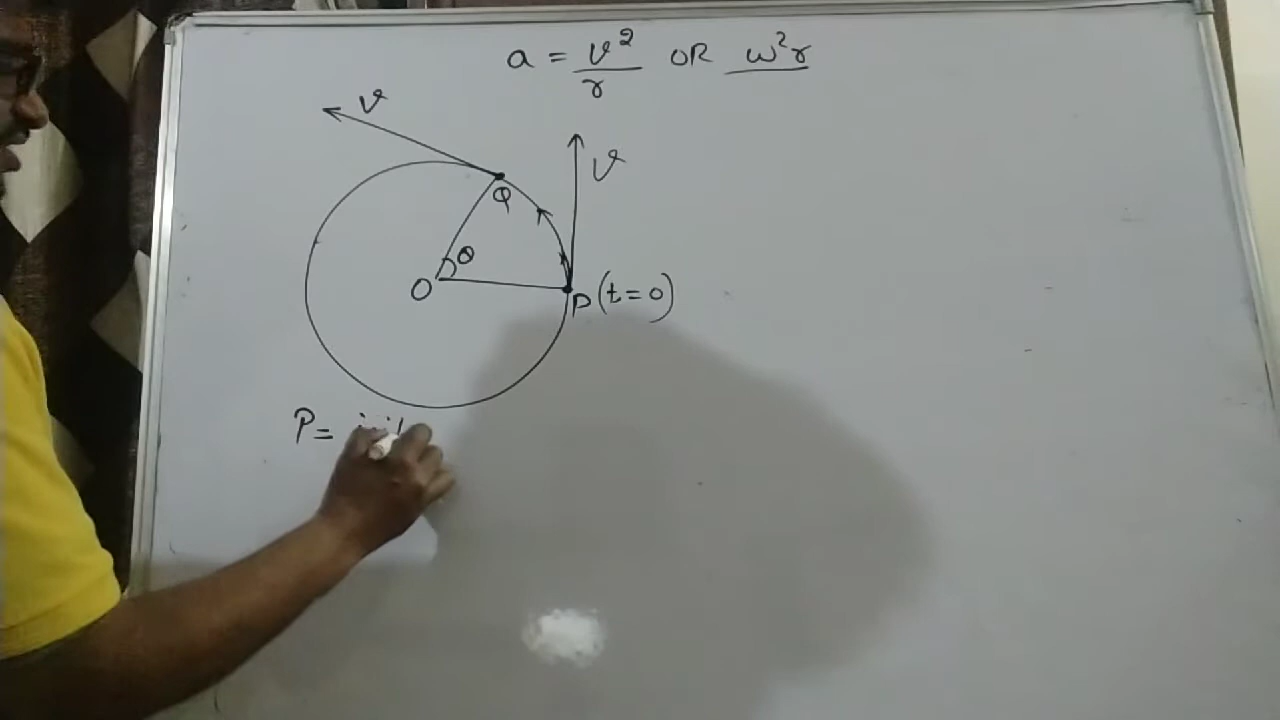 a = v²/r OR ω²r
v
v
Q
θ
O
P (t=0)
P =